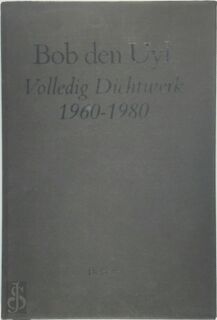 Bob den Uyl
Volledig Dichtwerk
1960-1980